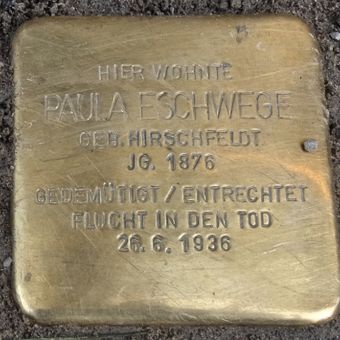 HIER WOHNTE
PAULA ESCHWEGE
GEB. HIRSCHFELDT
JG. 1876
GEDEMÜTIGT / ENTRECHTET
FLUCHT IN DEN TOD
26. 6. 1936